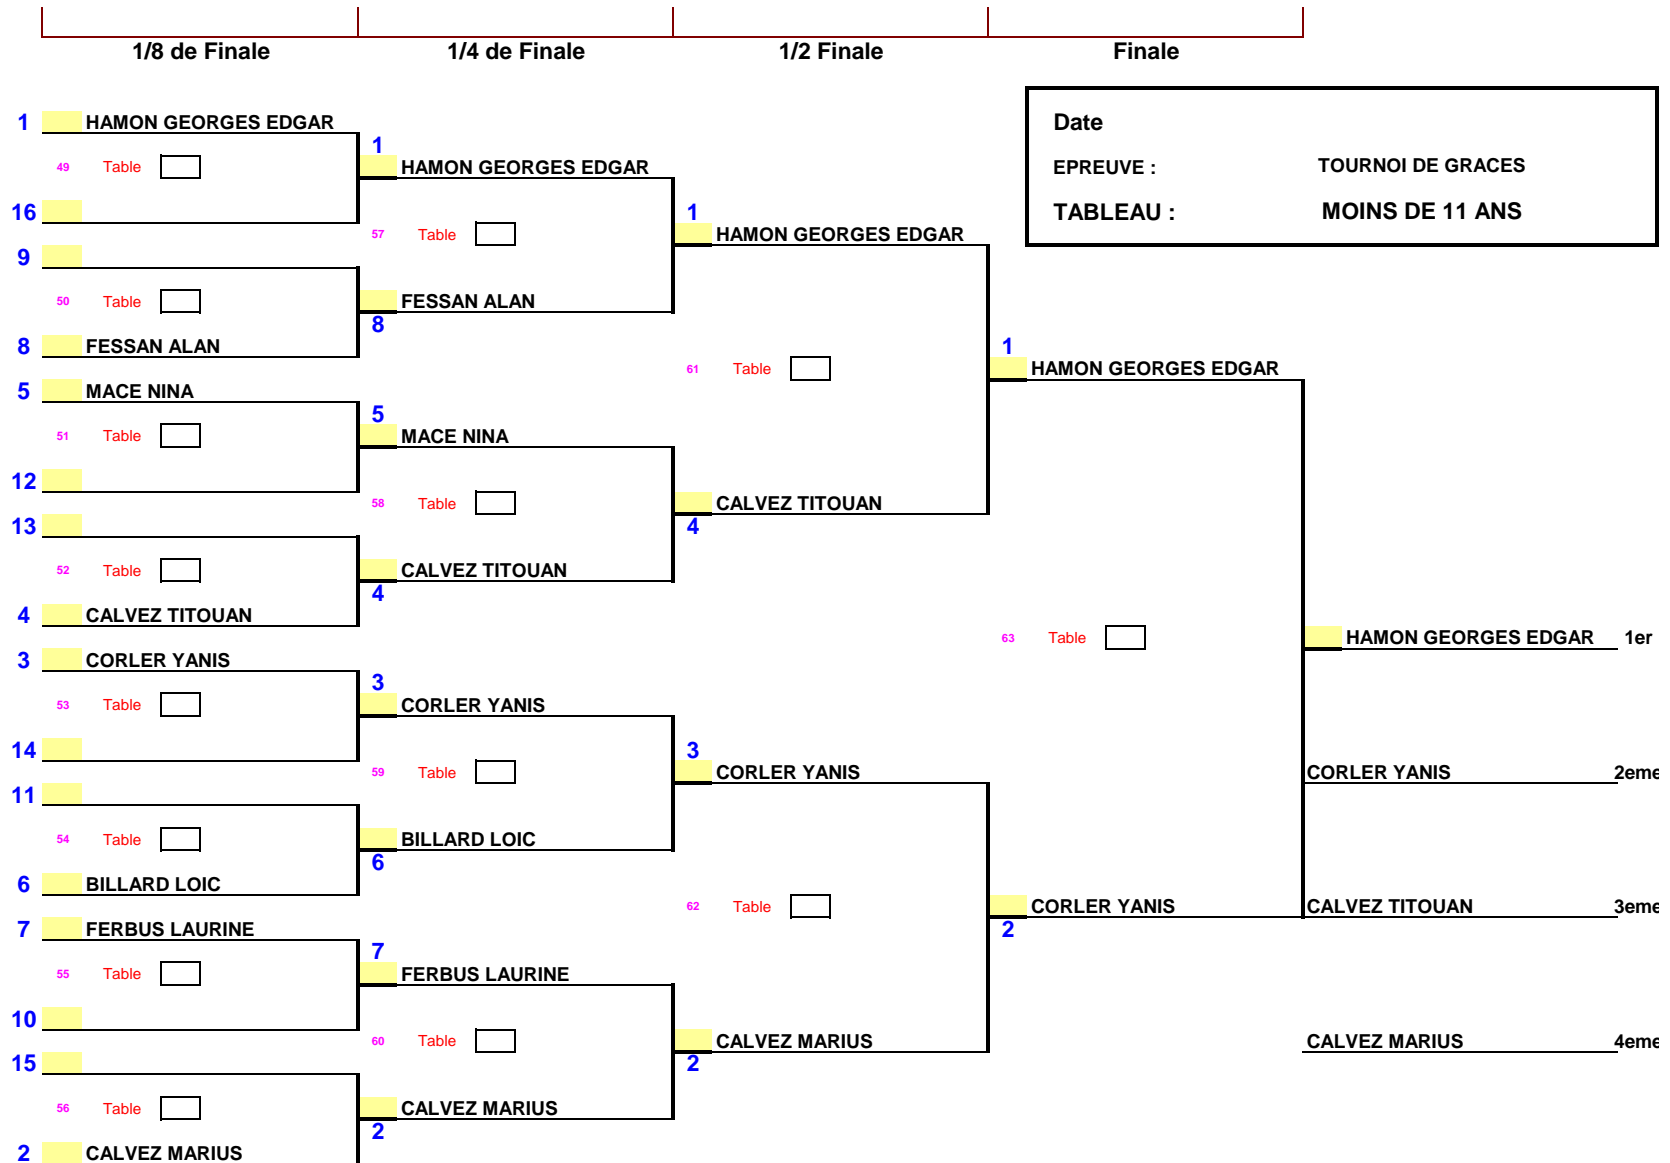 1/8 de Finale 1/4 de Finale 1/2 Finale Finale
Date
EPREUVE : TOURNOI DE GRACES
TABLEAU : MOINS DE 11 ANS
1 HAMON GEORGES EDGAR
49 Table
16
9
50 Table
8 FESSAN ALAN
5 MACE NINA
51 Table
12
13
52 Table
4 CALVEZ TITOUAN
3 CORLER YANIS
53 Table
14
11
54 Table
6 BILLARD LOIC
7 FERBUS LAURINE
55 Table
10
15
56 Table
2 CALVEZ MARIUS
1
HAMON GEORGES EDGAR
57 Table
FESSAN ALAN
8
5
MACE NINA
58 Table
CALVEZ TITOUAN
4
3
CORLER YANIS
59 Table
BILLARD LOIC
6
7
FERBUS LAURINE
60 Table
CALVEZ MARIUS
2
1
HAMON GEORGES EDGAR
61 Table
CALVEZ TITOUAN
4
3
CORLER YANIS
62 Table
CALVEZ MARIUS
2
1
HAMON GEORGES EDGAR
63 Table
CORLER YANIS
2
HAMON GEORGES EDGAR 1er
CORLER YANIS 2eme
CALVEZ TITOUAN 3eme
CALVEZ MARIUS 4eme